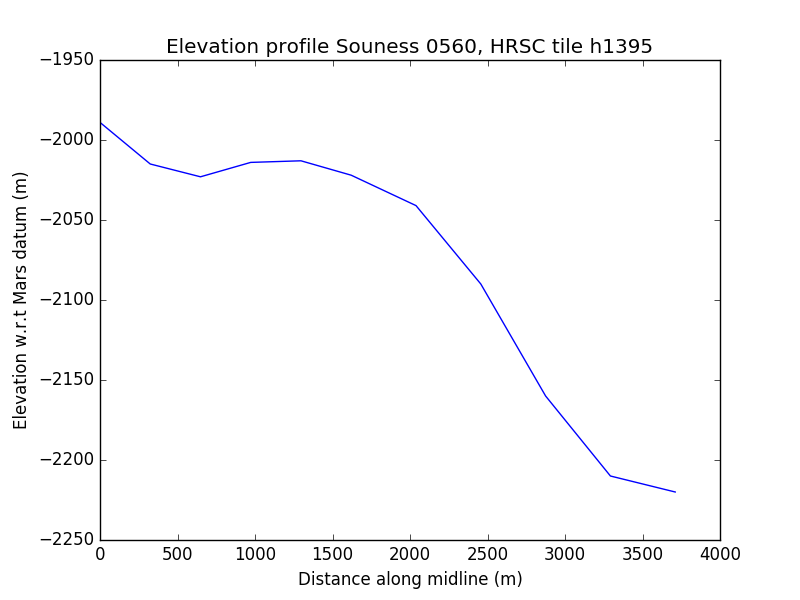 Elevation profile Souness 0560, HRSC tile h1395
−1950
−2000
−2050
−2100
−2150
−2200
−2250
Elevation w.r.t Mars datum (m)
0 500 1000 1500 2000 2500 3000 3500 4000
Distance along midline (m)